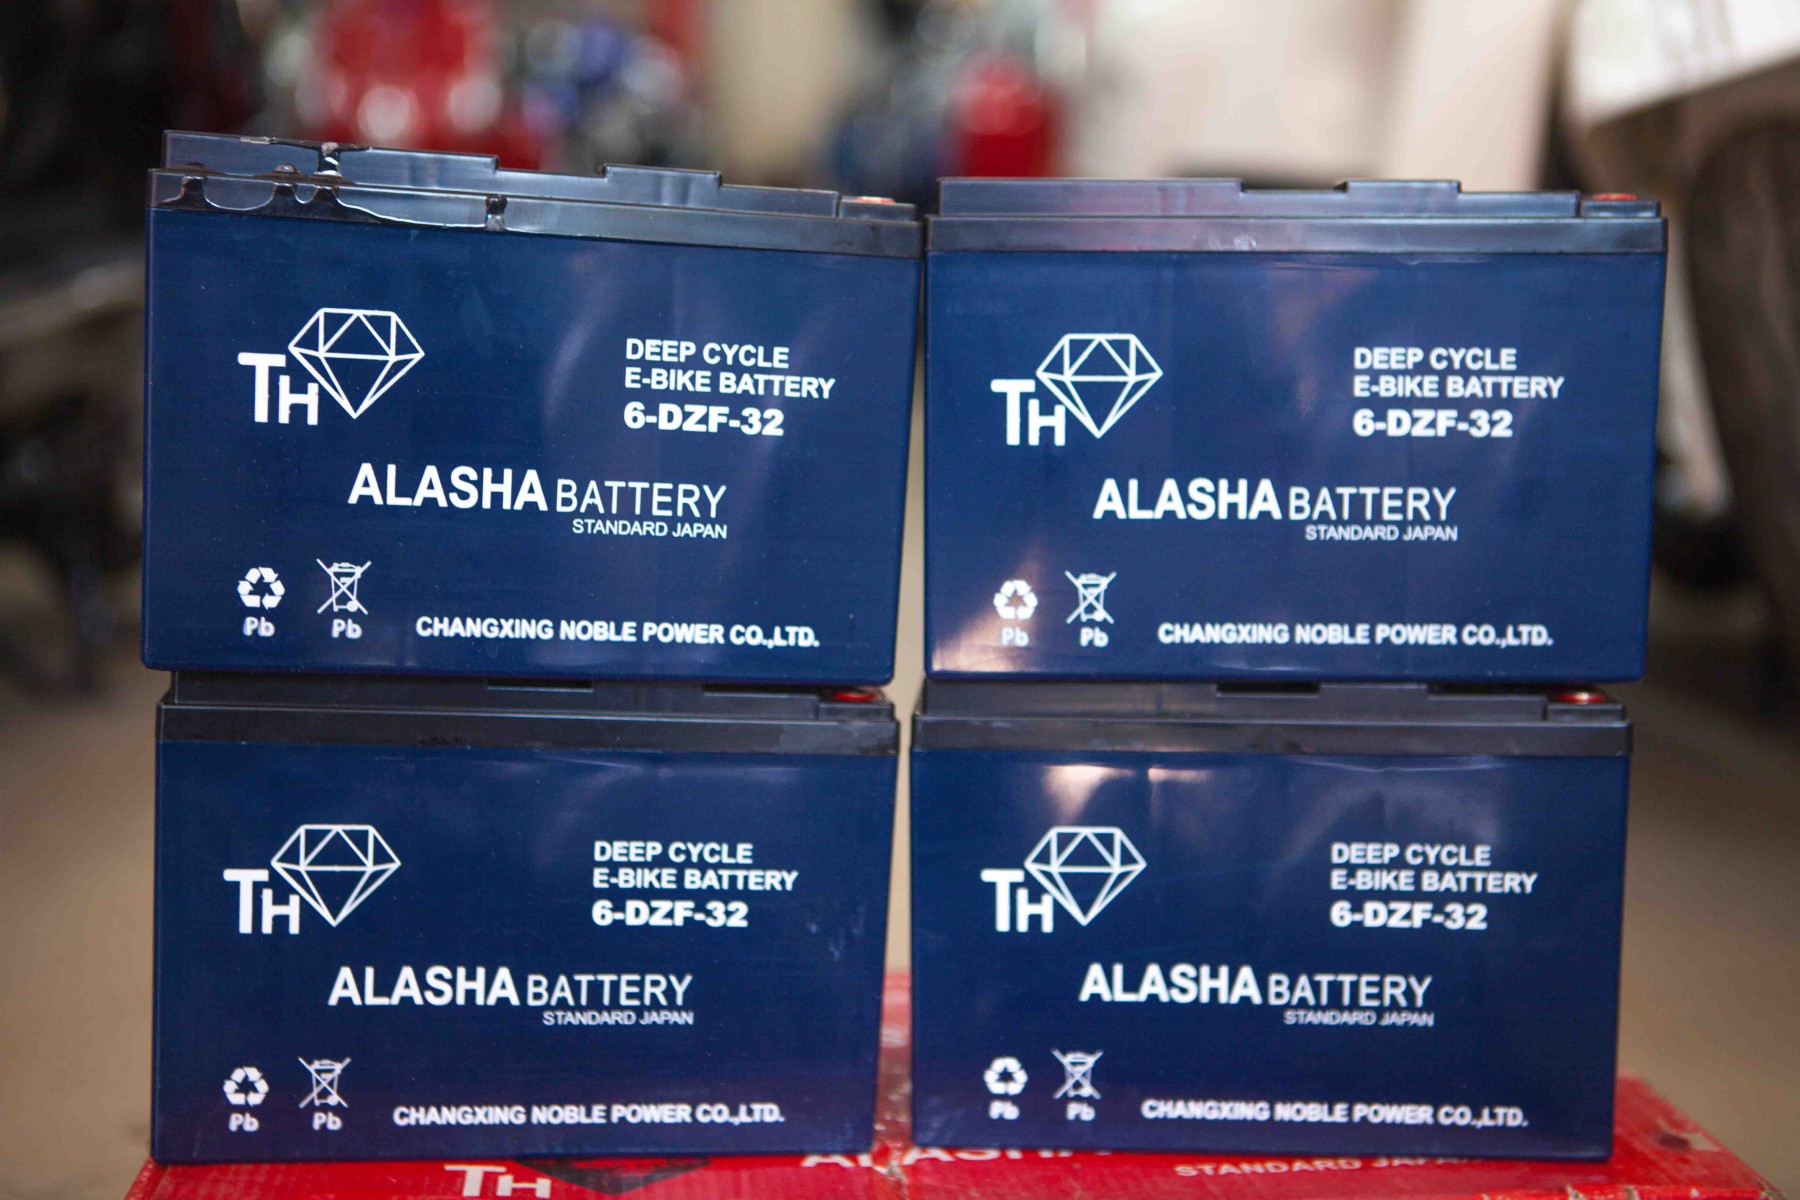 TH
DEEP CYCLE
E-BIKE BATTERY
6-DZF-32
ALASHA BATTERY
STANDARD JAPAN
Pb
Pb
CHANGXING NOBLE POWER CO.,LTD.
TH
DEEP CYCLE
E-BIKE BATTERY
6-DZF-32
ALASHA BATTERY
STANDARD JAPAN
Pb
Pb
CHANGXING NOBLE POWER CO.,LTD.
TH
DEEP CYCLE
E-BIKE BATTERY
6-DZF-32
ALASHA BATTERY
STANDARD JAPAN
Pb
Pb
CHANGXING NOBLE POWER CO.,LTD.
TH
DEEP CYCLE
E-BIKE BATTERY
6-DZF-32
ALASHA BATTERY
STANDARD JAPAN
Pb
Pb
CHANGXING NOBLE POWER CO.,LTD.
TH
ALASHA
STANDARD JAPAN